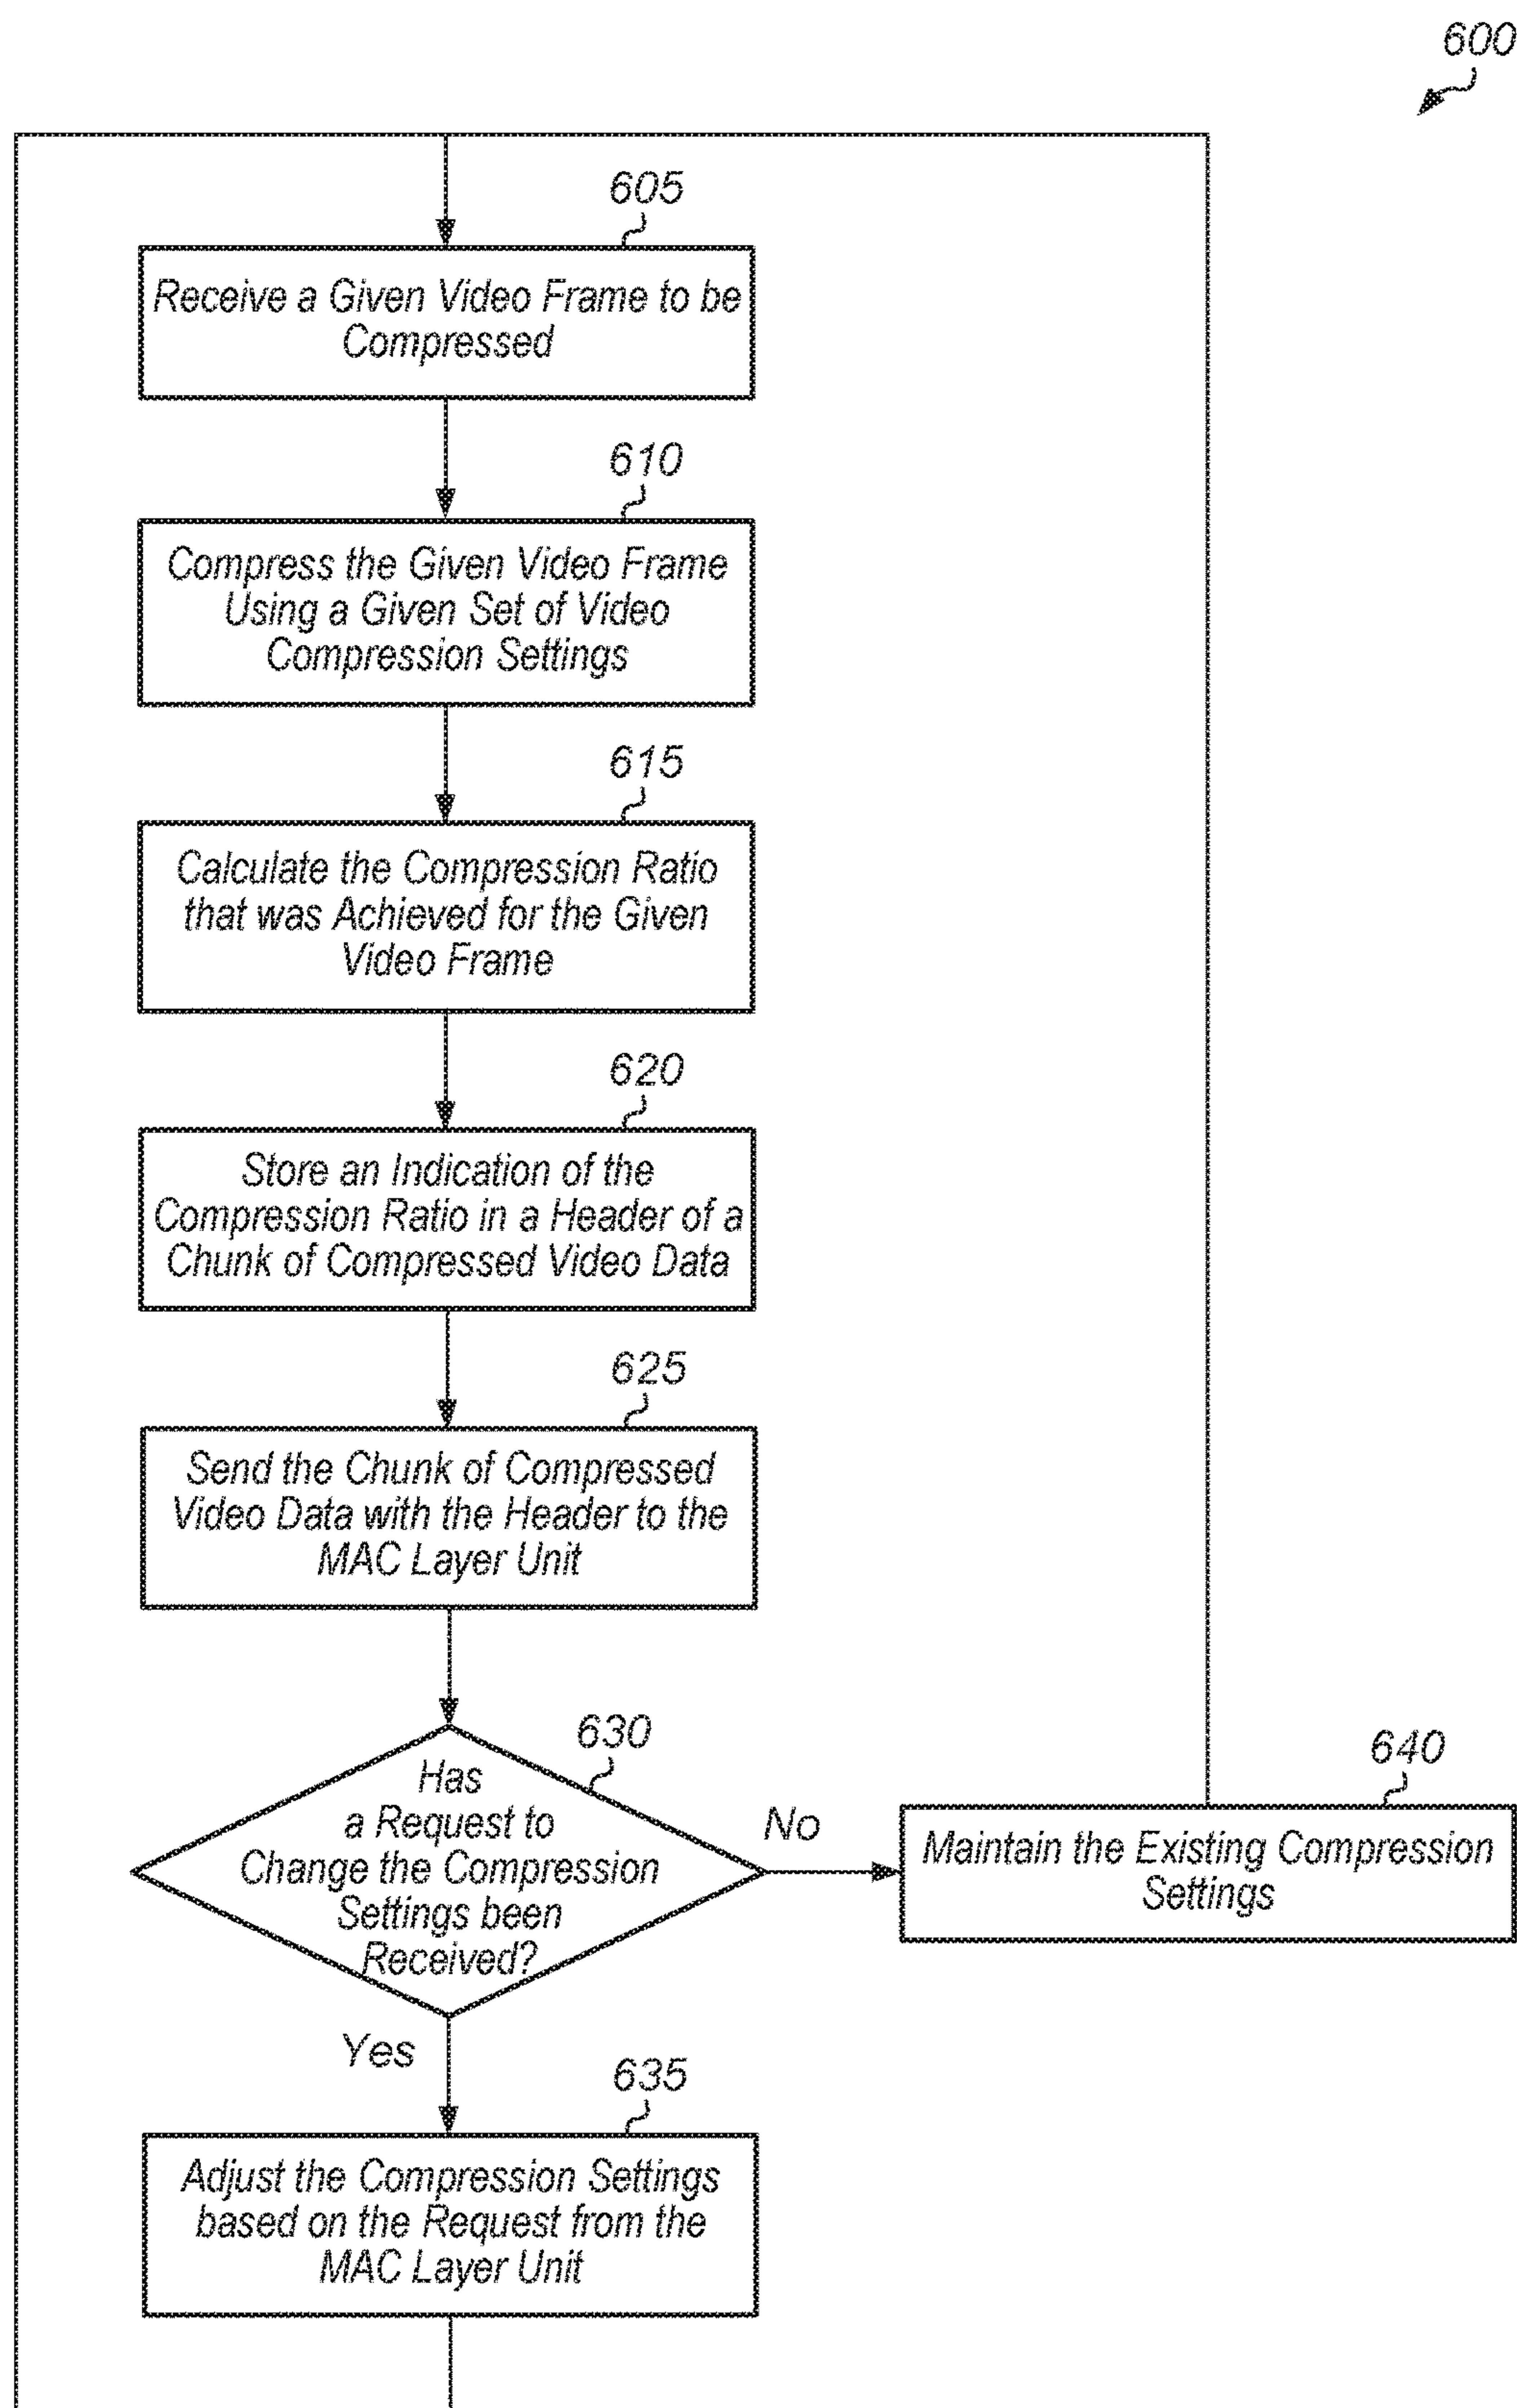 600
605
Receive a Given Video Frame to be
Compressed
610
Compress the Given Video Frame
Using a Given Set of Video
Compression Settings
615
Calculate the Compression Ratio
that was Achieved for the Given
Video Frame
620
Store an Indication of the
Compression Ratio in a Header of a
Chunk of Compressed Video Data
625
Send the Chunk of Compressed
Video Data with the Header to the
MAC Layer Unit
630
Has
a Request to
Change the Compression
Settings been
Received?
No
640
Maintain the Existing Compression
Settings
Yes
635
Adjust the Compression Settings
based on the Request from the
MAC Layer Unit